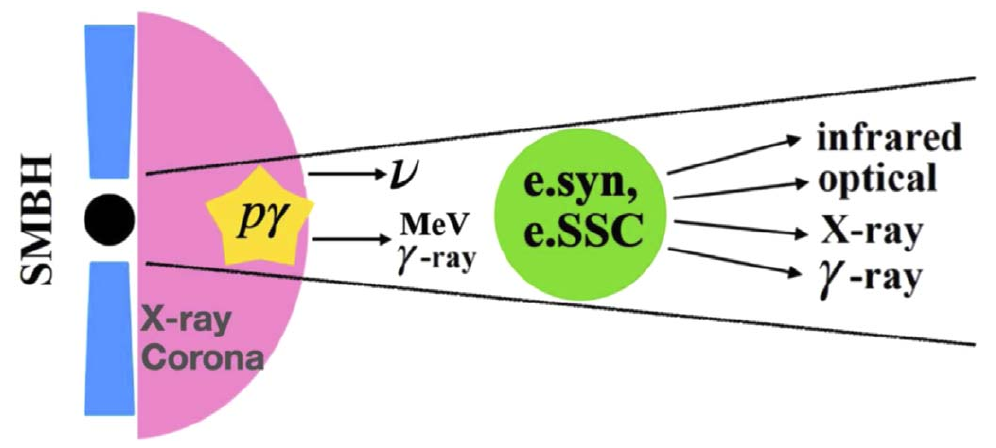 SMBH
X-ray
Corona
pγ
ν
MeV
γ-ray
e.syn,
e.SSC
infrared
optical
X-ray
γ-ray